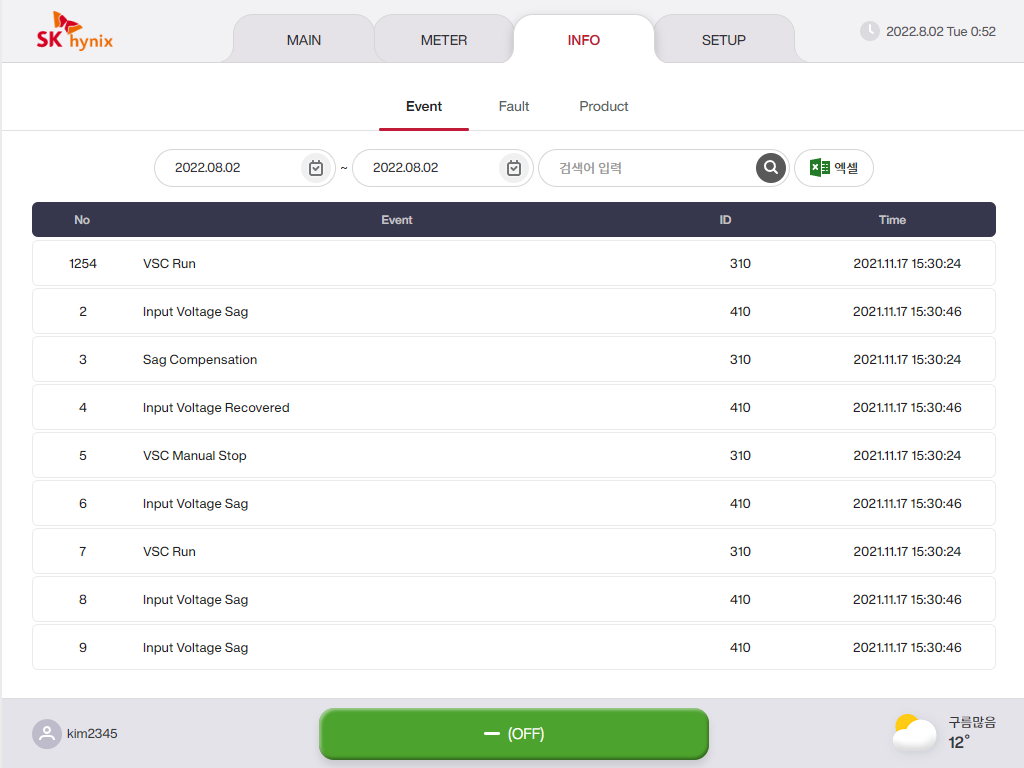 SK hynix
MAIN METER INFO SETUP
2022.8.02 Tue 0:52
Event Fault Product
2022.08.02 ~ 2022.08.02 검색어 입력 엑셀
No Event ID Time
1254 VSC Run 310 2021.11.17 15:30:24
2 Input Voltage Sag 410 2021.11.17 15:30:46
3 Sag Compensation 310 2021.11.17 15:30:24
4 Input Voltage Recovered 410 2021.11.17 15:30:46
5 VSC Manual Stop 310 2021.11.17 15:30:24
6 Input Voltage Sag 410 2021.11.17 15:30:46
7 VSC Run 310 2021.11.17 15:30:24
8 Input Voltage Sag 410 2021.11.17 15:30:46
9 Input Voltage Sag 410 2021.11.17 15:30:46
kim2345
(OFF)
구름많음
12°